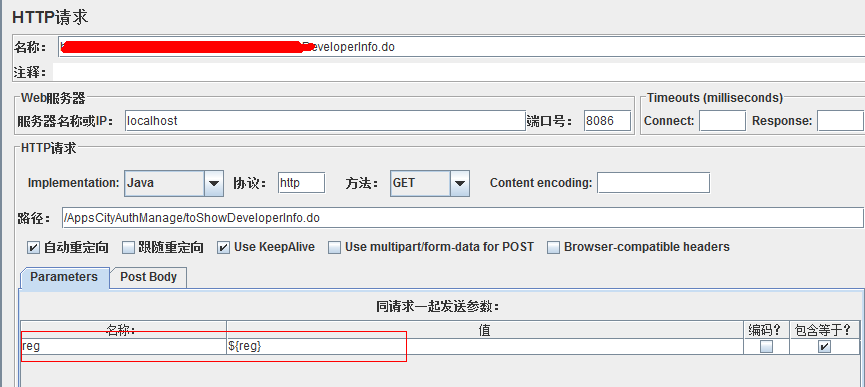 HTTP请求
名称： DeveloperInfo.do
注释：
Web服务器
Timeouts (milliseconds)
服务器名称或IP： localhost 端口号： 8086 Connect: Response:
HTTP请求
Implementation: Java 协议： http 方法： GET Content encoding:
路径： /AppsCityAuthManage/toShowDeveloperInfo.do
自动重定向 跟随重定向 Use KeepAlive Use multipart/form-data for POST Browser-compatible headers
Parameters Post Body
同请求一起发送参数：
名称： 值 编码？ 包含等于？
reg ${reg}